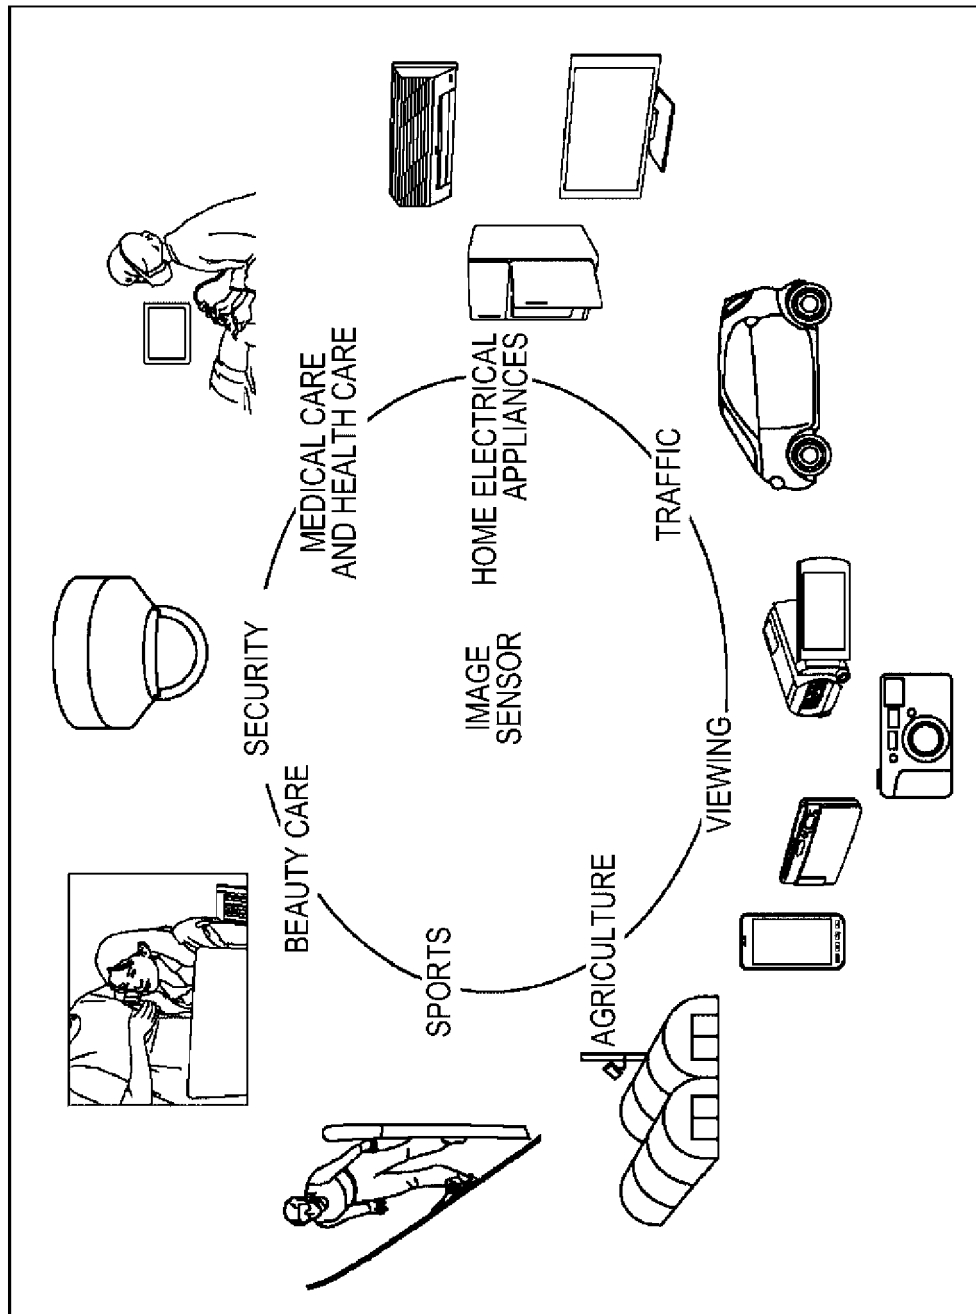 SECURITY
MEDICAL CARE
AND HEALTH CARE
BEAUTY CARE
SPORTS
IMAGE
SENSOR
HOME ELECTRICAL
APPLIANCES
AGRICULTURE
TRAFFIC
VIEWING